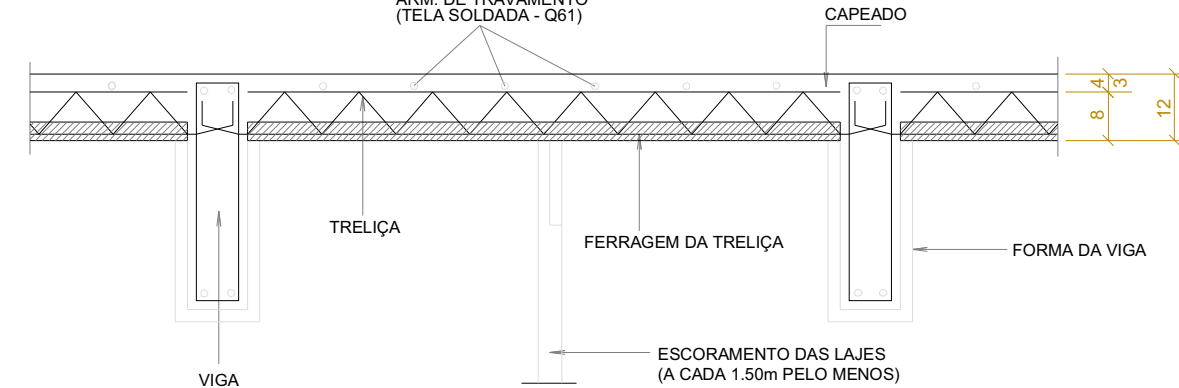 ARM. DE TRAVAMENTO
(TELA SOLDADA - Q61)
CAPEADO
4
3
8
12
TRELIÇA
FERRAGEM DA TRELIÇA
FORMA DA VIGA
ESCORAMENTO DAS LAJES
(A CADA 1.50m PELO MENOS)
VIGA